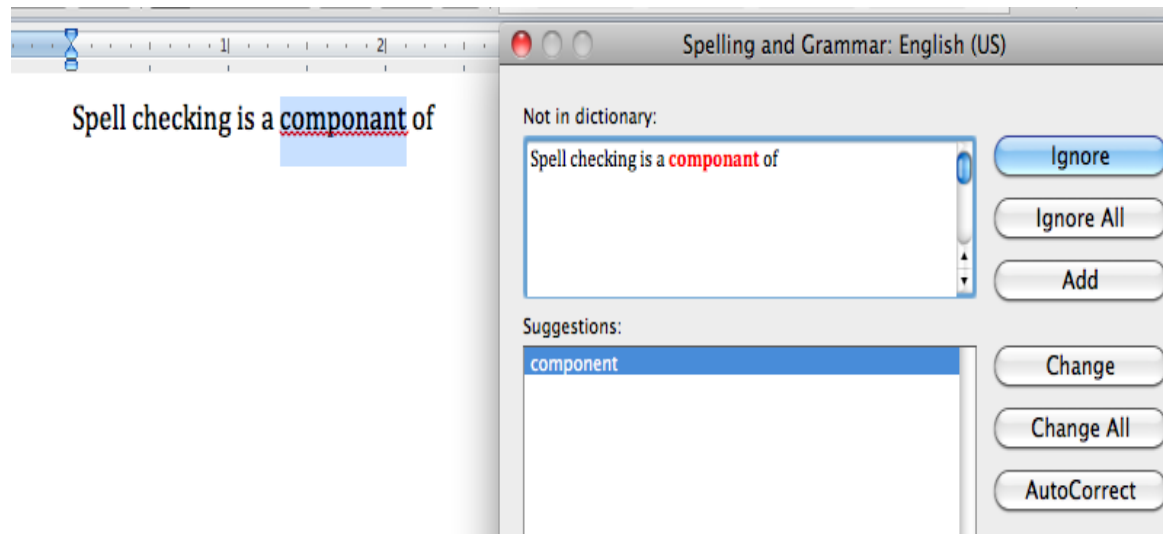 1 2
Spelling and Grammar: English (US)
Spell checking is a componant of
Not in dictionary:
Spell checking is a componant of
Ignore
Ignore All
Add
Suggestions:
component
Change
Change All
AutoCorrect